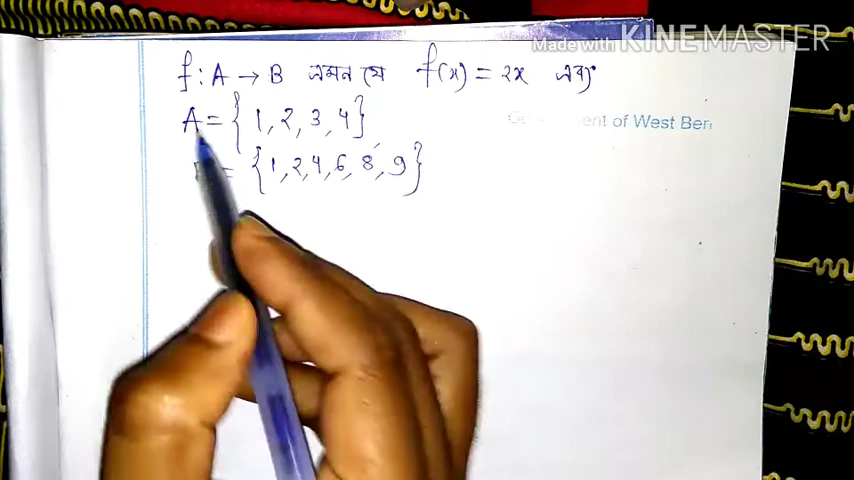 Made with KINEMASTER
f : A → B এমন যে f(x) = 2x এবং
A = { 1, 2, 3, 4 }
ent of West Ben
= { 1, 2, 4, 6, 8, 9 }